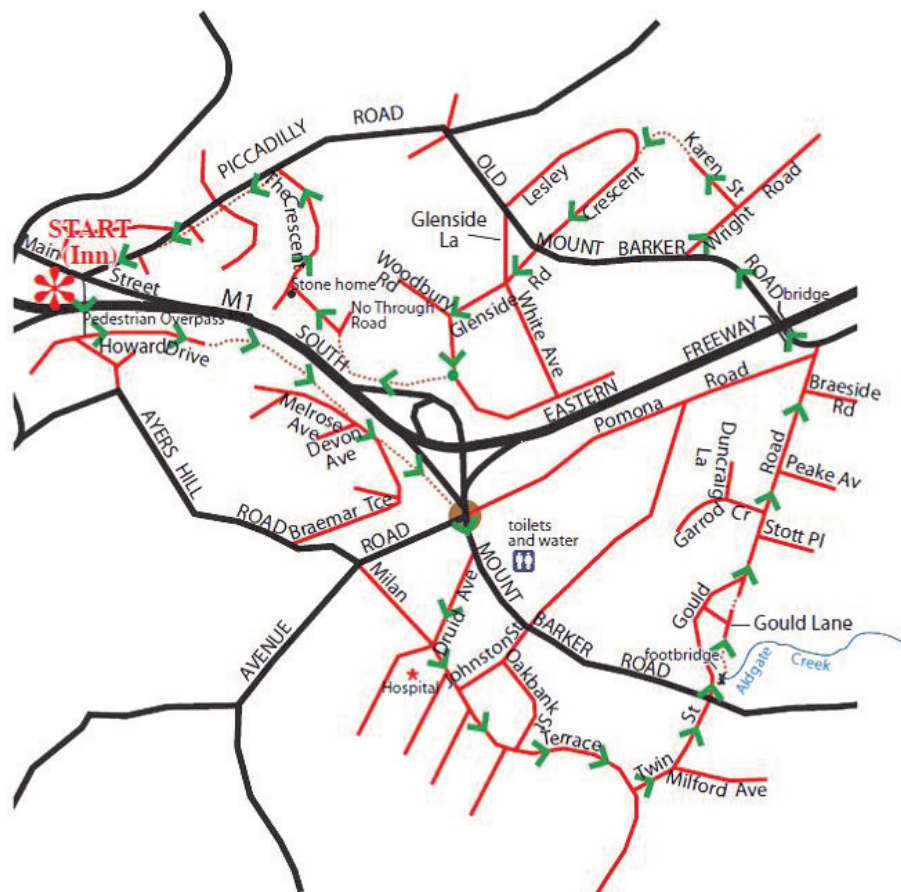 PICCADILLY ROAD
OLD MOUNT BARKER ROAD
Lesley Crescent
Karen St
Wright Road
The Crescent
Glenside La
START
(Inn)
Main Street
Stone home
Woodbury Rd
No Through
Road
Glenside Rd
White Ave
bridge
M1
SOUTH EASTERN FREEWAY
Pedestrian Overpass
Howard Drive
Melrose Ave
Devon Ave
Pomona Road
Braeside
Rd
Duncraig
La
Road
Peake Av
Garrod Cr
Stott Pl
AYERS HILL ROAD
Braemar Tce
ROAD
toilets
and water
Milan
Druid Ave
MOUNT BARKER ROAD
Gould
Gould Lane
footbridge
Aldgate Creek
AVENUE
Johnston St
Oakbank St
Hospital
Terrace
Twin St
Milford Ave